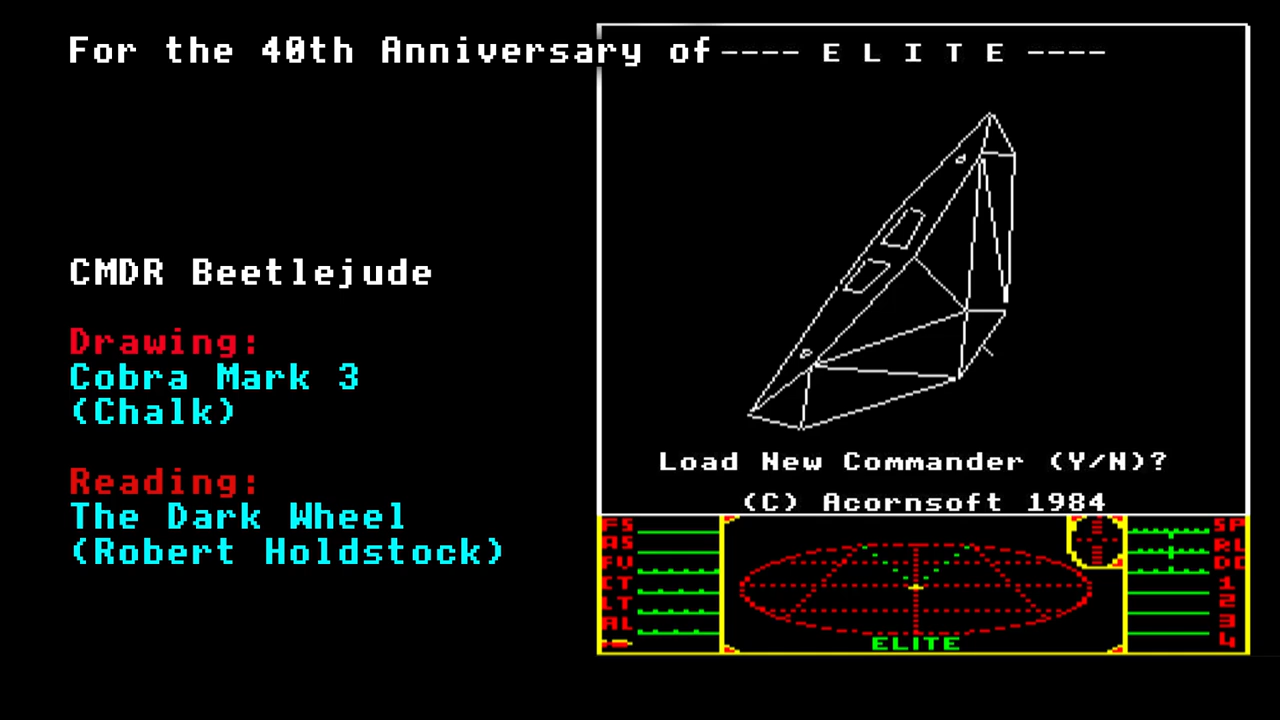 For the 40th Anniversary of
---- E L I T E ----
CMDR Beetlejude
Drawing:
Cobra Mark 3
(Chalk)
Reading:
The Dark Wheel
(Robert Holdstock)
Load New Commander (Y/N)?
(C) Acornsoft 1984
FS
AS
FU
CT
LT
AL
ELITE
SP
RL
DC
1
2
3
4